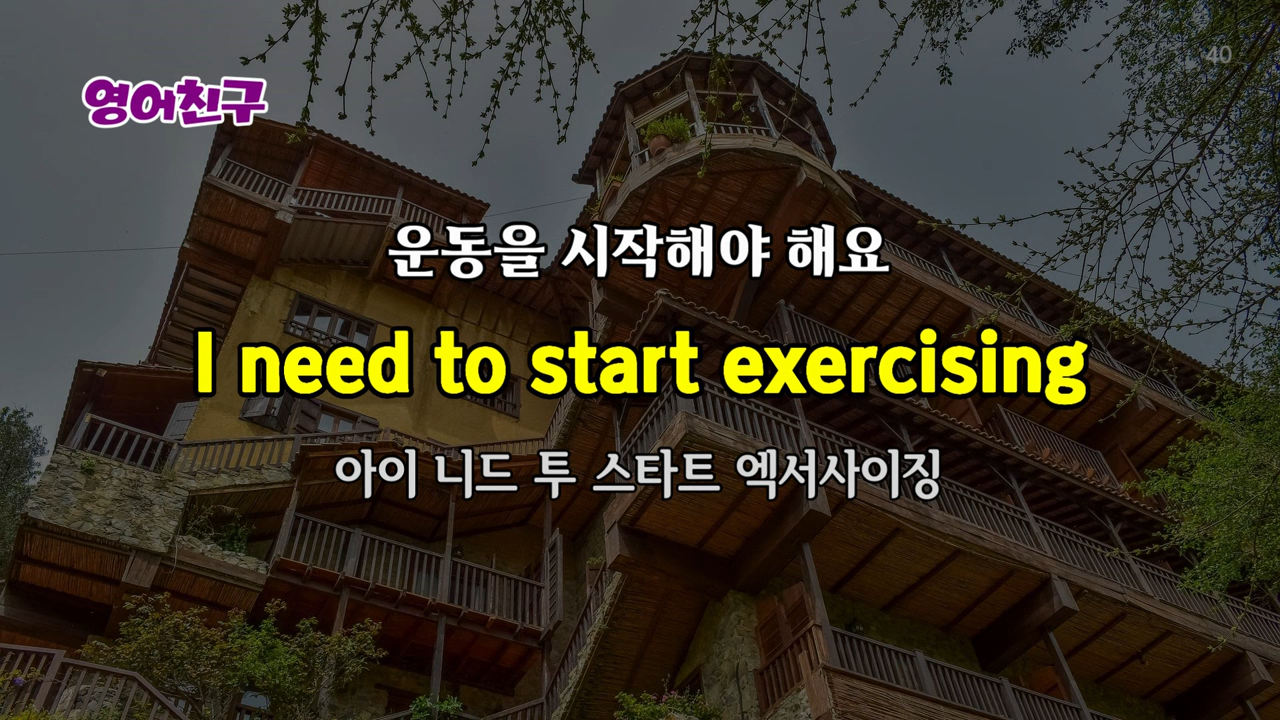 영어친구
40
운동을 시작해야 해요
I need to start exercising
아이 니드 투 스타트 엑서사이징